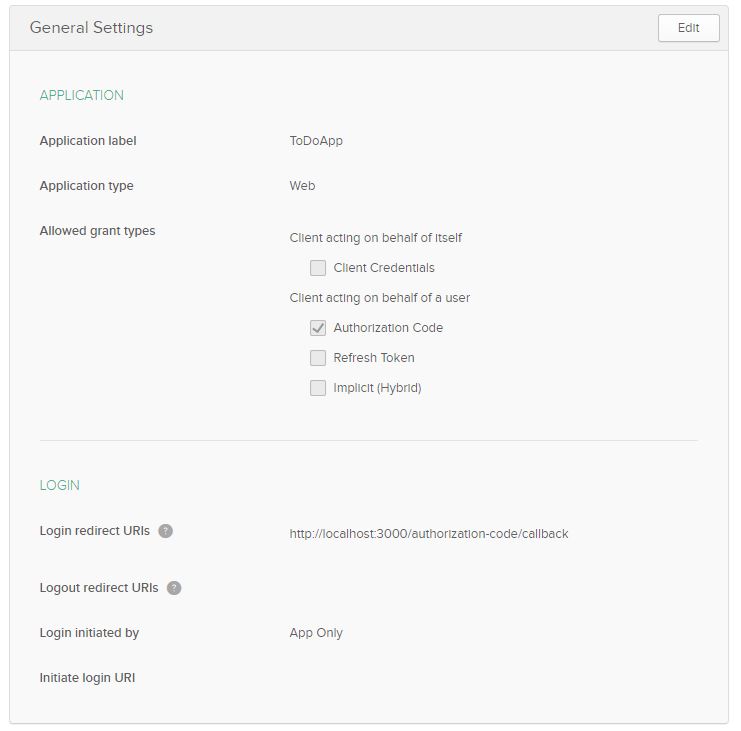 General Settings
Edit
APPLICATION
Application label
ToDoApp
Application type
Web
Allowed grant types
Client acting on behalf of itself
Client Credentials
Client acting on behalf of a user
Authorization Code
Refresh Token
Implicit (Hybrid)
LOGIN
Login redirect URIs ?
http://localhost:3000/authorization-code/callback
Logout redirect URIs ?
Login initiated by
App Only
Initiate login URI